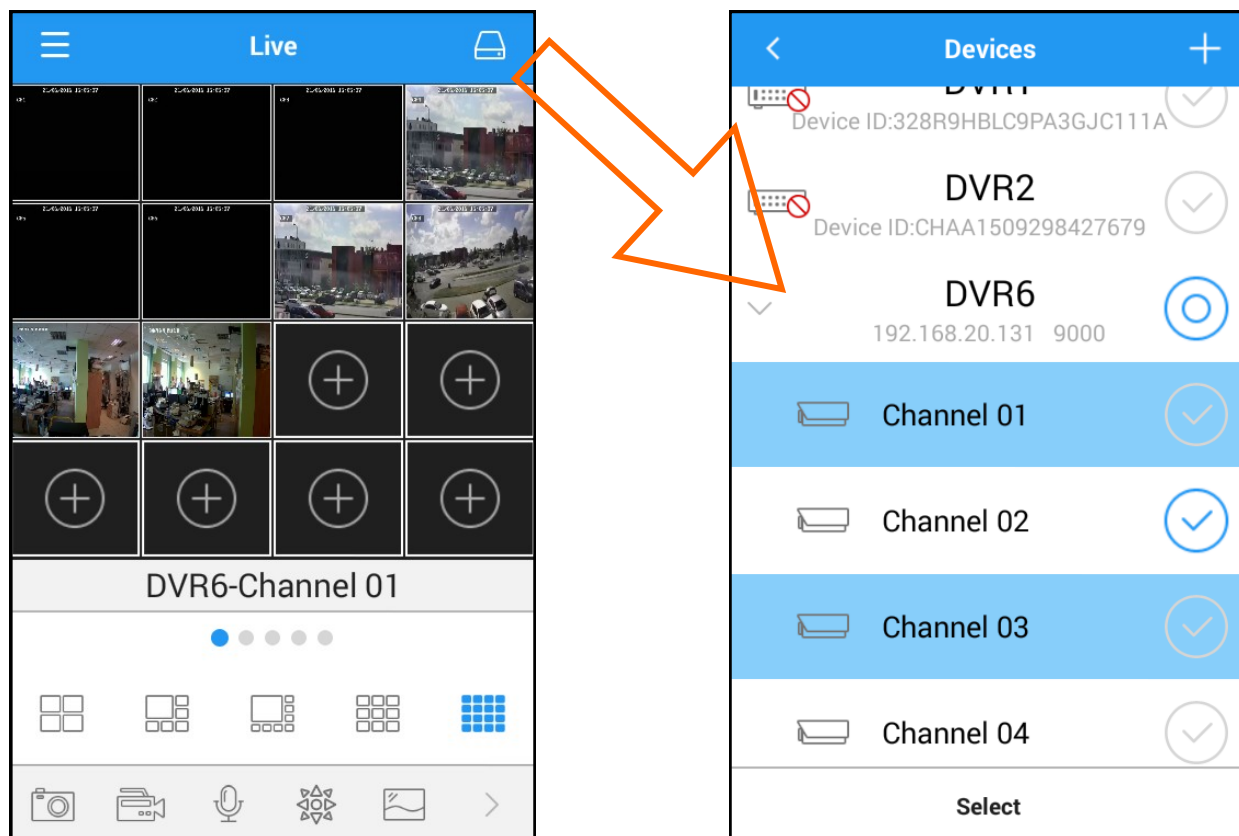 Live
DVR6-Channel 01
Devices
DVR1
Device ID:328R9HBLC9PA3GJC111A
DVR2
Device ID:CHAA1509298427679
DVR6
192.168.20.131 9000
Channel 01
Channel 02
Channel 03
Channel 04
Select